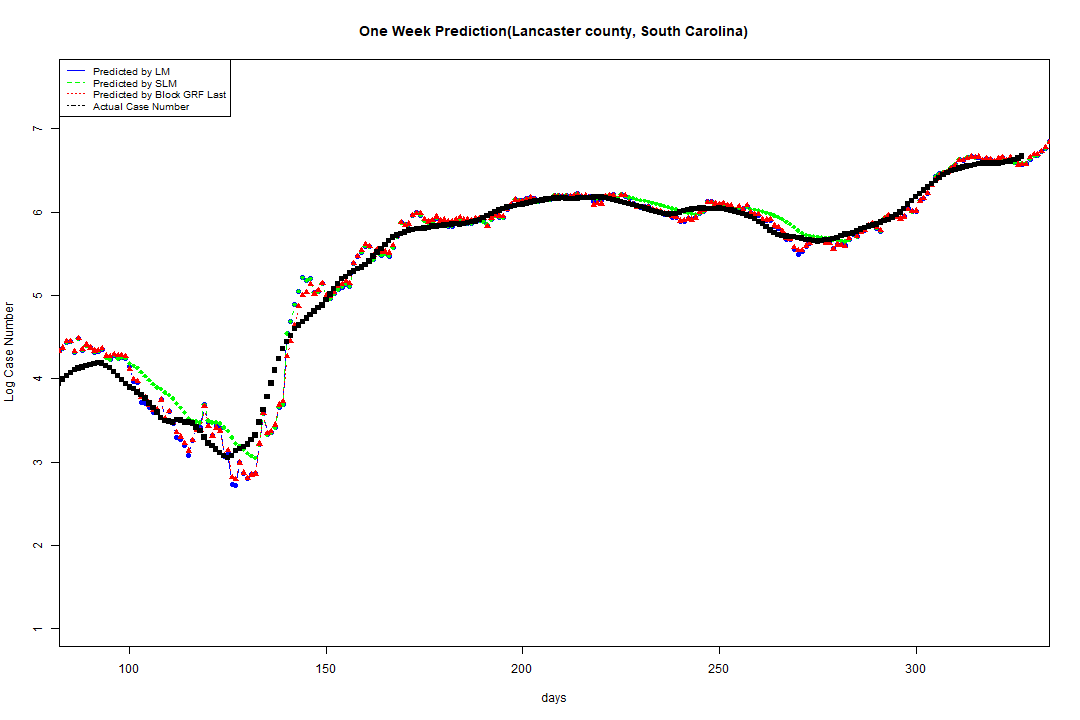 One Week Prediction(Lancaster county, South Carolina)
Predicted by LM
Predicted by SLM
Predicted by Block GRF Last
Actual Case Number
7
6
5
4
3
2
1
Log Case Number
100 150 200 250 300
days